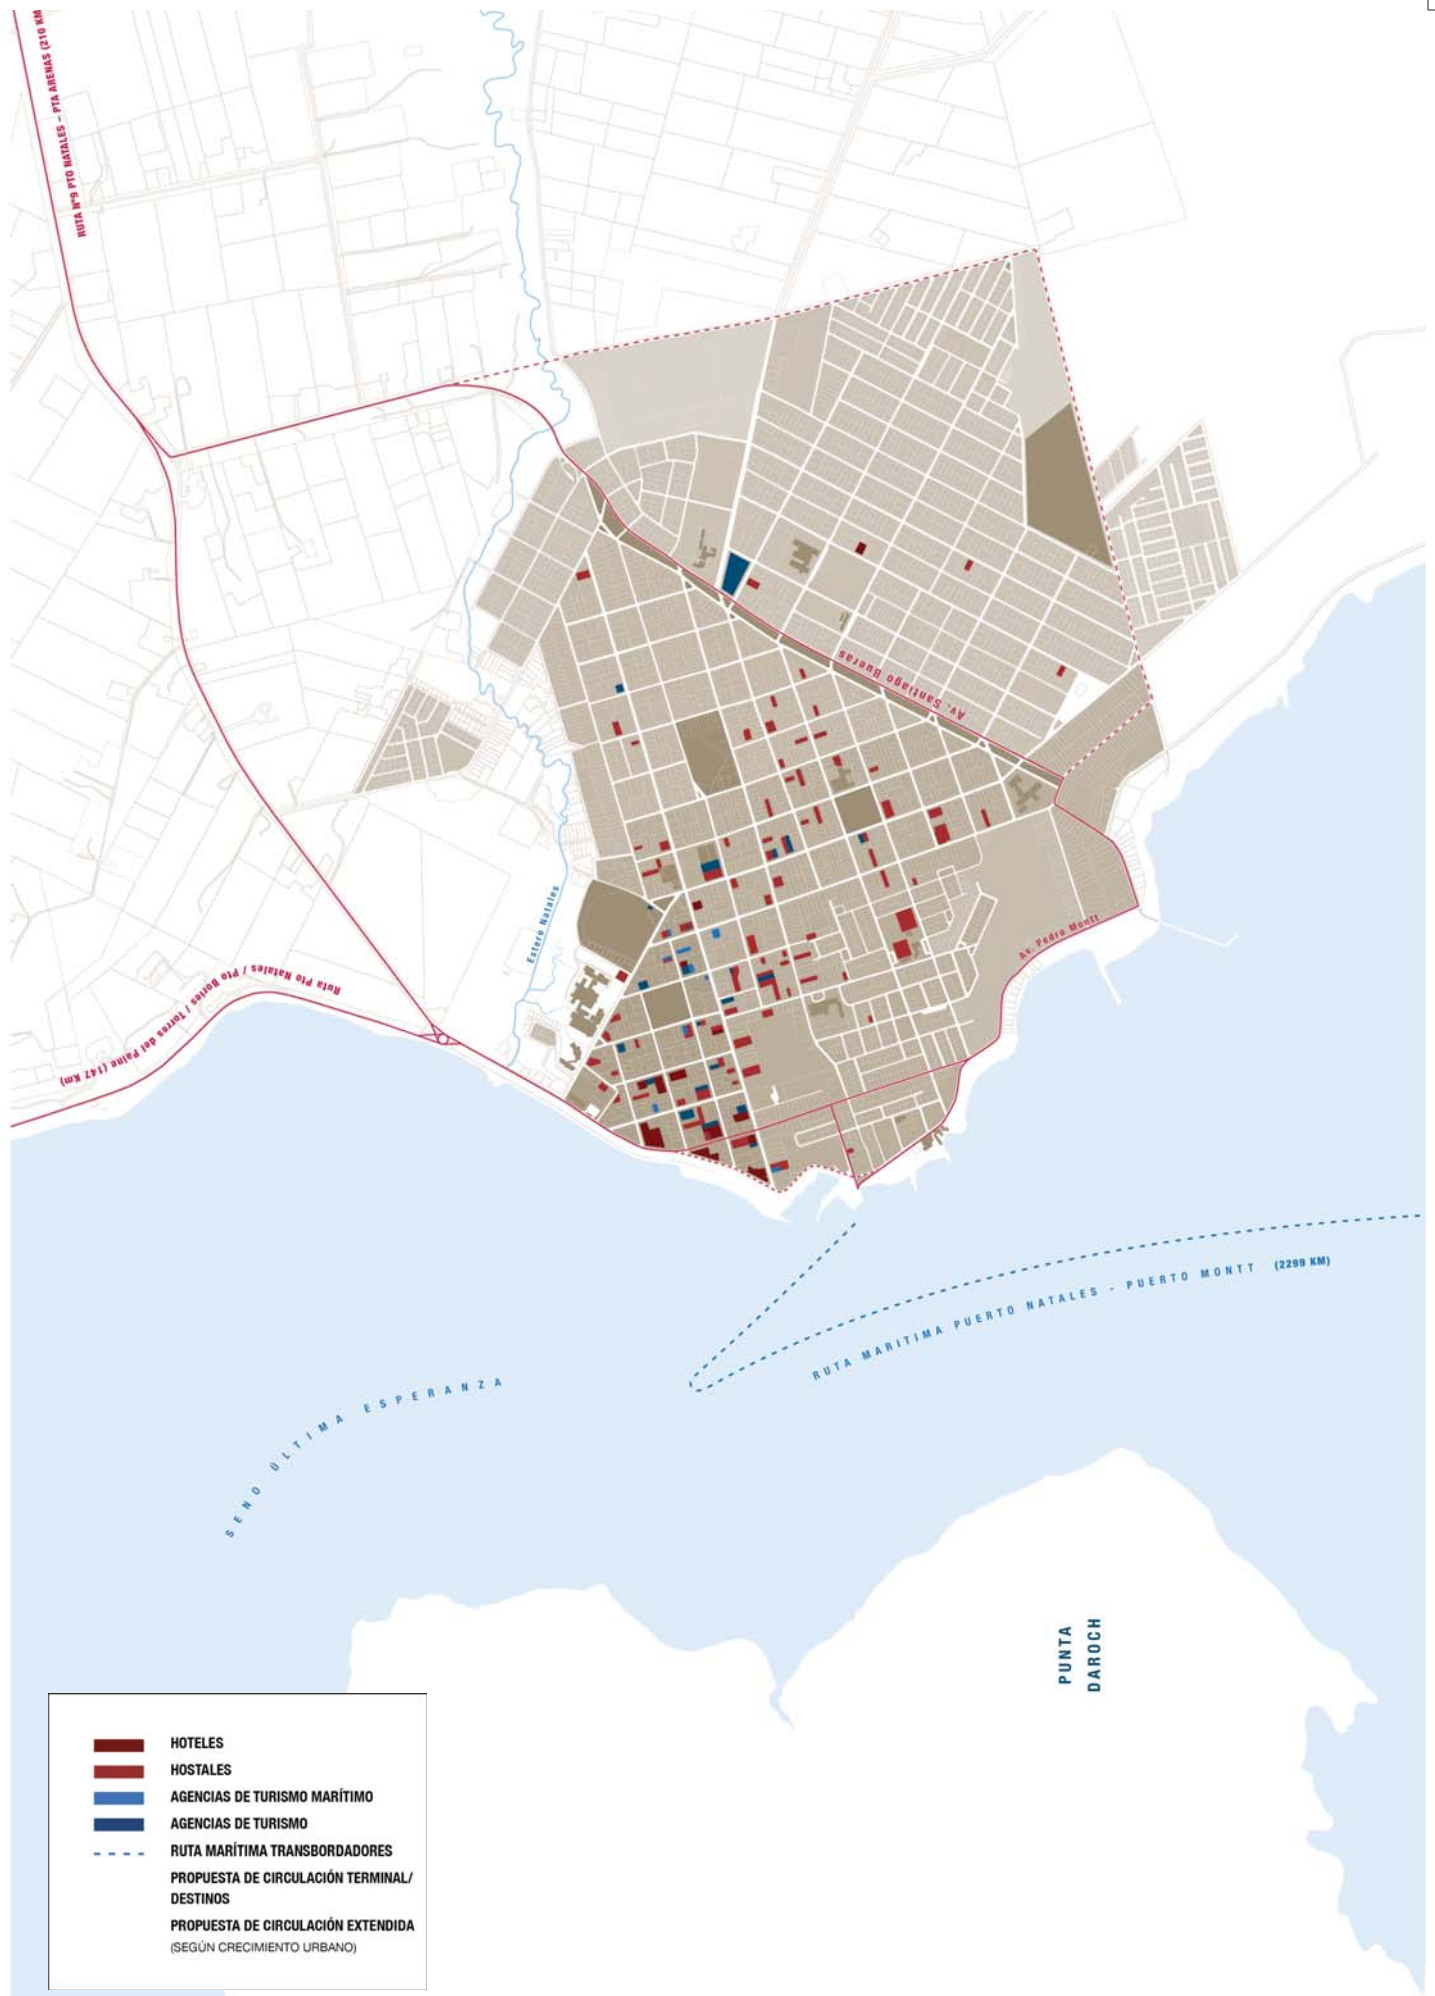 RUTA Nº9 PTO NATALES – PTA ARENAS (210 KM
Av. Santiago Bueras
Estero Natales
Av. Pedro Montt
Ruta Pto Natales / Pto Bories / Torres del Paine (147 Km)
RUTA MARITIMA PUERTO NATALES - PUERTO MONTT (2299 KM)
SENO ÚLTIMA ESPERANZA
PUNTA
DAROCH
HOTELES
HOSTALES
AGENCIAS DE TURISMO MARÍTIMO
AGENCIAS DE TURISMO
RUTA MARÍTIMA TRANSBORDADORES
PROPUESTA DE CIRCULACIÓN TERMINAL/
DESTINOS
PROPUESTA DE CIRCULACIÓN EXTENDIDA
(SEGÚN CRECIMIENTO URBANO)